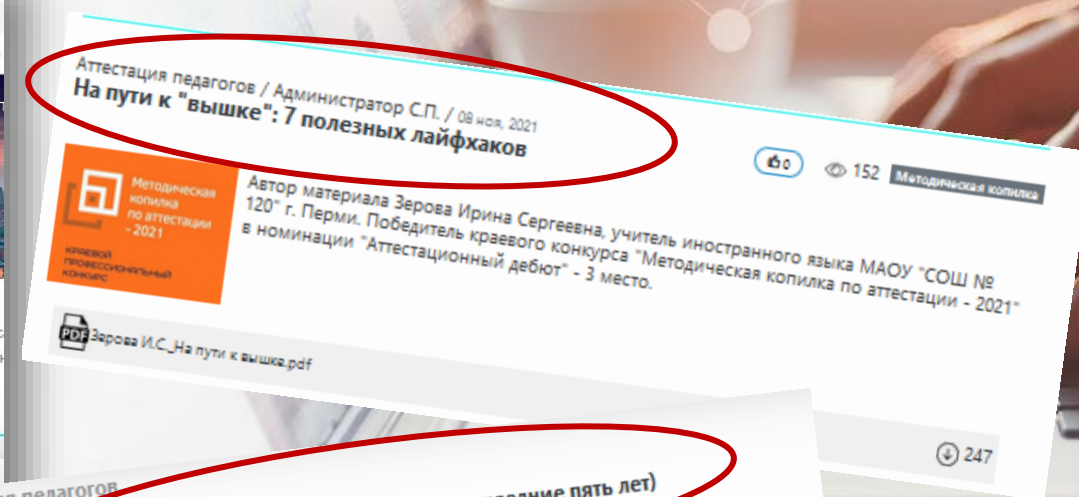 Аттестация педагогов / Администратор С.П. / 08 ноя, 2021
На пути к "вышке": 7 полезных лайфхаков
0
152
Методическая копилка
Методическая
копилка
по аттестации
- 2021
КРАЕВОЙ
ПРОФЕССИОНАЛЬНЫЙ
КОНКУРС
Автор материала Зерова Ирина Сергеевна, учитель иностранного языка МАОУ "СОШ №
120" г. Перми. Победитель краевого конкурса "Методическая копилка по аттестации - 2021"
в номинации "Аттестационный дебют" - 3 место.
PDF
Зарова И.С._На пути к вышке.pdf
247
педагогов
пять лет)